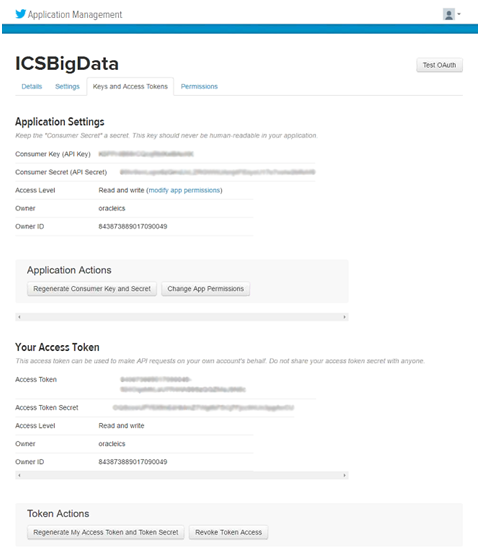 Application Management
ICSBigData
Test OAuth
Details Settings Keys and Access Tokens Permissions
Application Settings
Keep the "Consumer Secret" a secret. This key should never be human-readable in your application.
Consumer Key (API Key)
Consumer Secret (API Secret)
Access Level Read and write (modify app permissions)
Owner oracleics
Owner ID 843873889017090049
Application Actions
Regenerate Consumer Key and Secret Change App Permissions
Your Access Token
This access token can be used to make API requests on your own account's behalf. Do not share your access token secret with anyone.
Access Token
Access Token Secret
Access Level Read and write
Owner oracleics
Owner ID 843873889017090049
Token Actions
Regenerate My Access Token and Token Secret Revoke Token Access